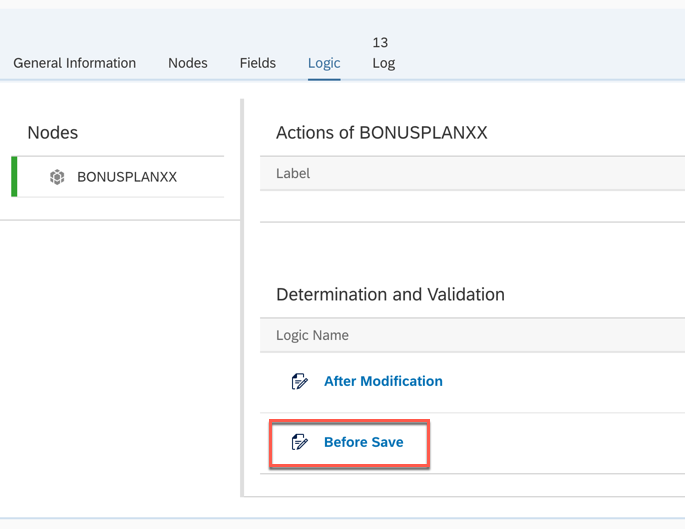 13
General Information Nodes Fields Logic Log
Nodes
BONUSPLANXX
Actions of BONUSPLANXX
Label
Determination and Validation
Logic Name
After Modification
Before Save